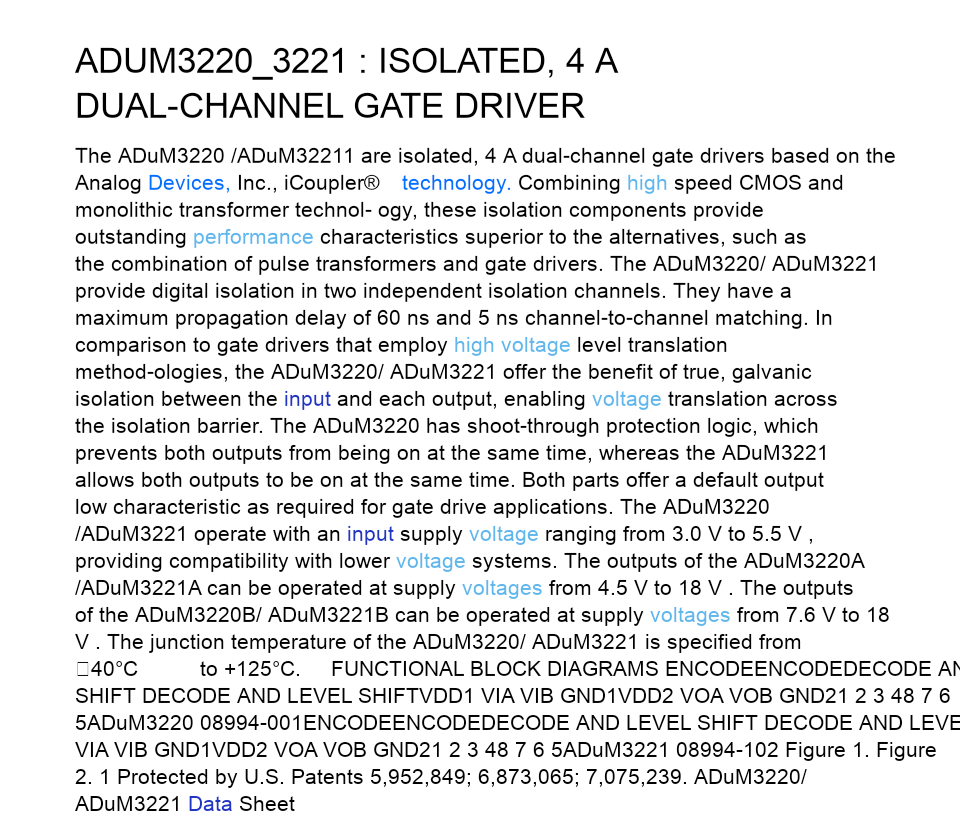 ADUM3220_3221 : ISOLATED, 4 A
DUAL-CHANNEL GATE DRIVER
The ADuM3220 /ADuM32211 are isolated, 4 A dual-channel gate drivers based on the
Analog Devices, Inc., iCoupler® technology. Combining high speed CMOS and
monolithic transformer technol- ogy, these isolation components provide
outstanding performance characteristics superior to the alternatives, such as
the combination of pulse transformers and gate drivers. The ADuM3220/ ADuM3221
provide digital isolation in two independent isolation channels. They have a
maximum propagation delay of 60 ns and 5 ns channel-to-channel matching. In
comparison to gate drivers that employ high voltage level translation
method-ologies, the ADuM3220/ ADuM3221 offer the benefit of true, galvanic
isolation between the input and each output, enabling voltage translation across
the isolation barrier. The ADuM3220 has shoot-through protection logic, which
prevents both outputs from being on at the same time, whereas the ADuM3221
allows both outputs to be on at the same time. Both parts offer a default output
low characteristic as required for gate drive applications. The ADuM3220
/ADuM3221 operate with an input supply voltage ranging from 3.0 V to 5.5 V ,
providing compatibility with lower voltage systems. The outputs of the ADuM3220A
/ADuM3221A can be operated at supply voltages from 4.5 V to 18 V . The outputs
of the ADuM3220B/ ADuM3221B can be operated at supply voltages from 7.6 V to 18
V . The junction temperature of the ADuM3220/ ADuM3221 is specified from
□40°C to +125°C. FUNCTIONAL BLOCK DIAGRAMS ENCODEENCODEDECODE AN
SHIFT DECODE AND LEVEL SHIFTVDD1 VIA VIB GND1VDD2 VOA VOB GND21 2 3 48 7 6
5ADuM3220 08994-001ENCODEENCODEDECODE AND LEVEL SHIFT DECODE AND LEVE
VIA VIB GND1VDD2 VOA VOB GND21 2 3 48 7 6 5ADuM3221 08994-102 Figure 1. Figure
2. 1 Protected by U.S. Patents 5,952,849; 6,873,065; 7,075,239. ADuM3220/
ADuM3221 Data Sheet